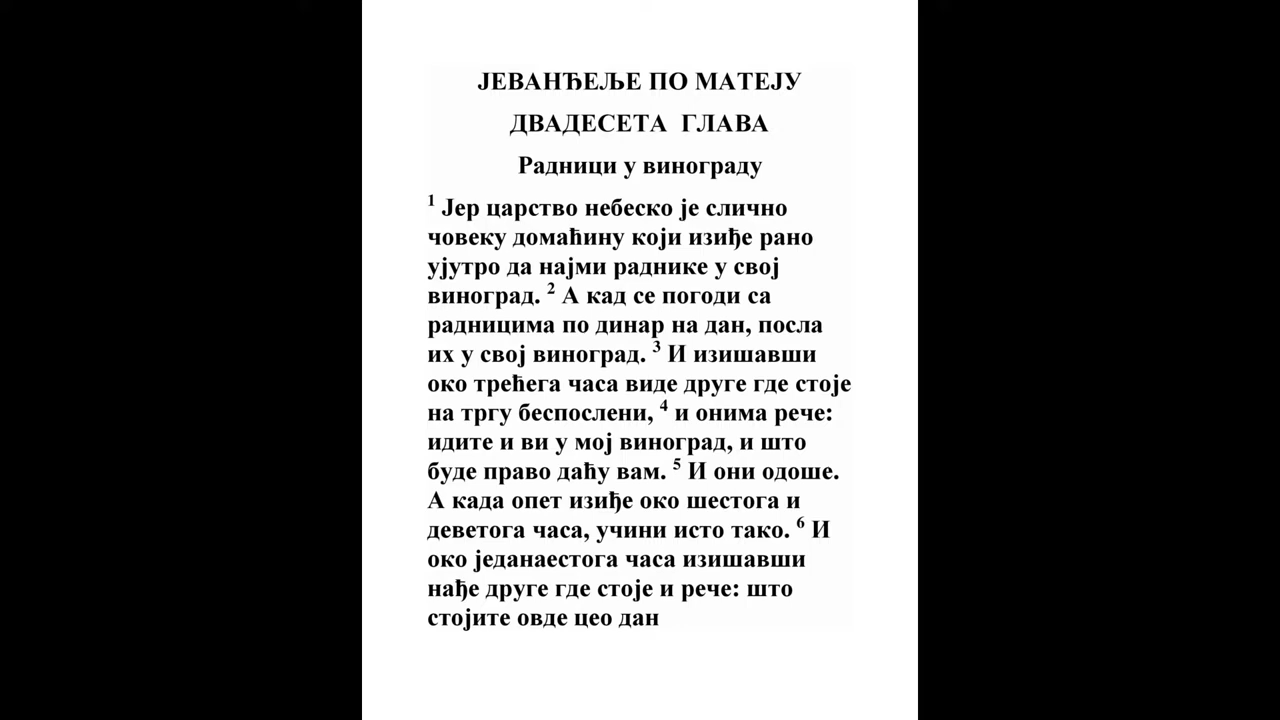 ЈЕВАНЂЕЉЕ ПО МАТЕЈУ
ДВАДЕСЕТА ГЛАВА
Радници у винограду
¹ Јер царство небеско је слично
човеку домаћину који изиђе рано
ујутро да најми раднике у свој
виноград. ² А кад се погоди са
радницима по динар на дан, посла
их у свој виноград. ³ И изишавши
око трећега часа виде друге где стоје
на тргу беспослени, ⁴ и онима рече:
идите и ви у мој виноград, и што
буде право даћу вам. ⁵ И они одоше.
А када опет изиђе око шестога и
деветога часа, учини исто тако. ⁶ И
око једанаестога часа изишавши
нађе друге где стоје и рече: што
стојите овде цео дан